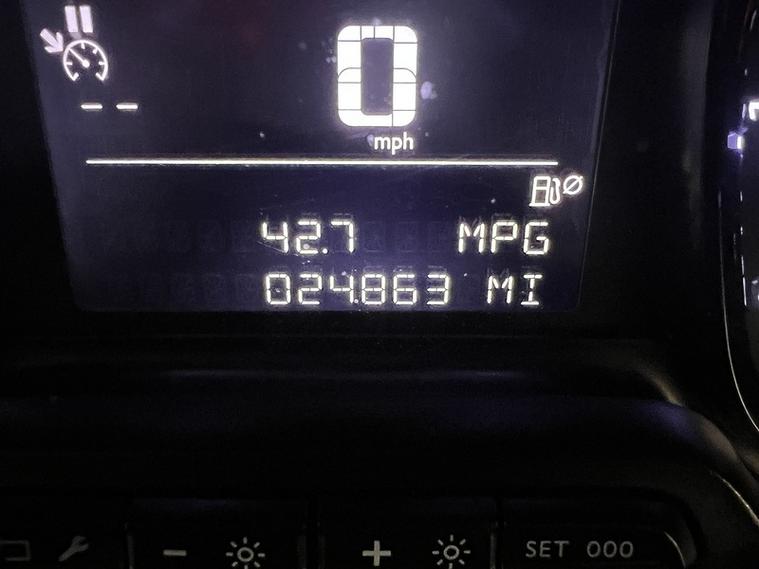 -- 
0
mph
42.7 MPG
024863 MI
- +
SET 000